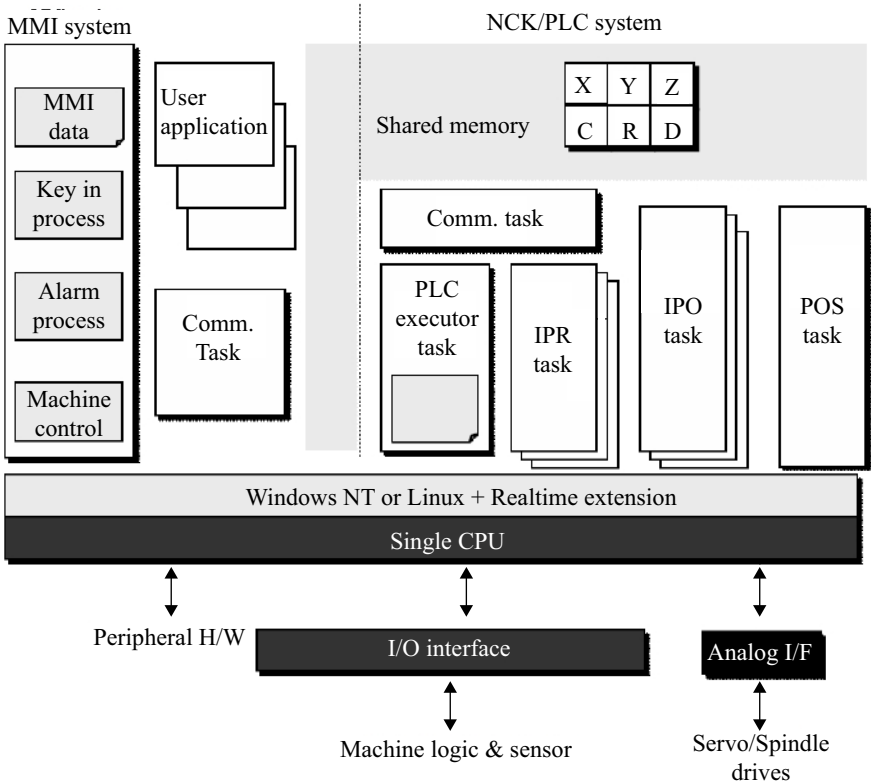 MMI system
NCK/PLC system
MMI
data
Key in
process
Alarm
process
Machine
control
User
application
Comm.
Task
Shared memory
X Y Z
C R D
Comm. task
PLC
executor
task
IPR
task
IPO
task
POS
task
Windows NT or Linux + Realtime extension
Single CPU
Peripheral H/W
I/O interface
Analog I/F
Machine logic & sensor
Servo/Spindle
drives